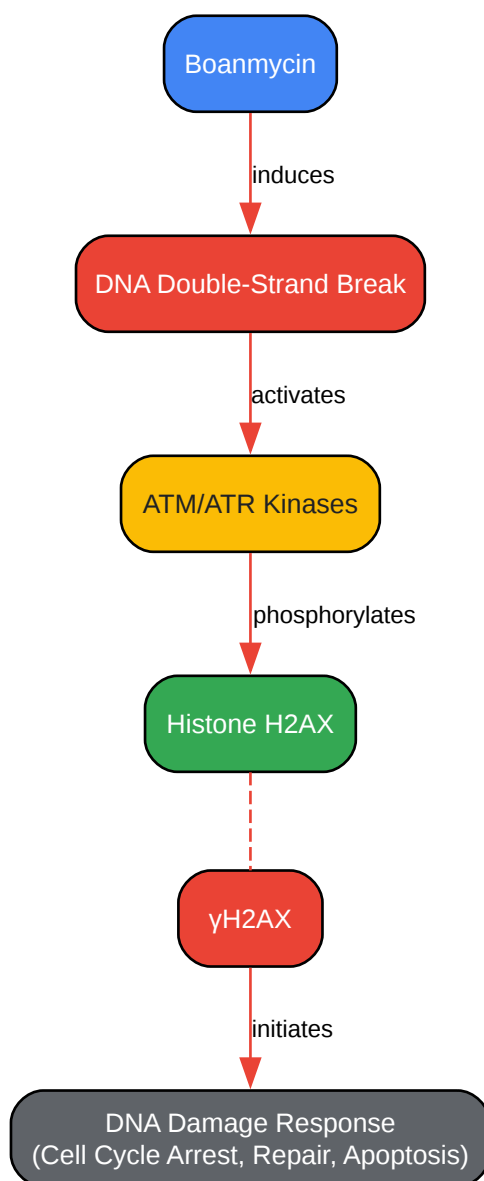 Boanmycin
induces
DNA Double-Strand Break
activates
ATM/ATR Kinases
phosphorylates
Histone H2AX
γH2AX
initiates
DNA Damage Response
(Cell Cycle Arrest, Repair, Apoptosis)